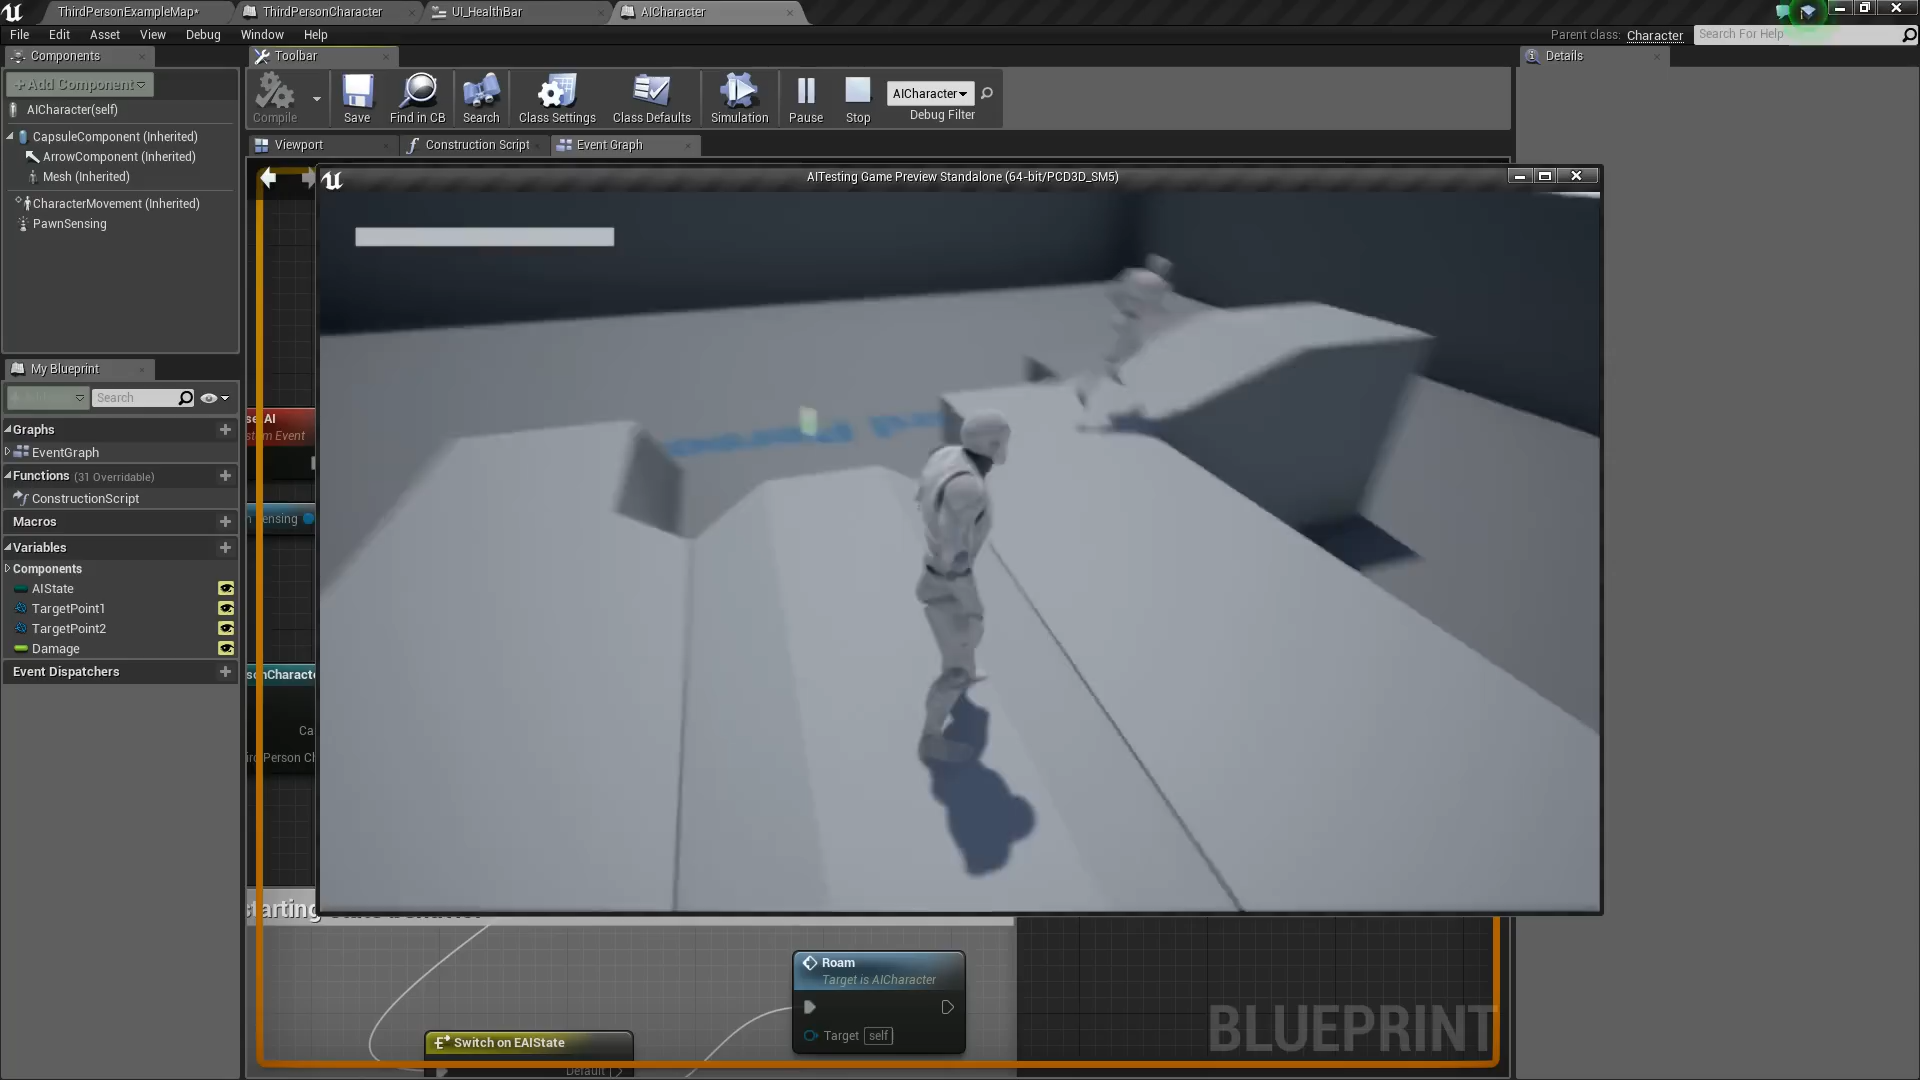 ThirdPersonExampleMap*
ThirdPersonCharacter
UI_HealthBar
AICharacter
File Edit Asset View Debug Window Help
Parent class: Character
Search For Help
Components
Toolbar
Details
+Add Component
AICharacter(self)
CapsuleComponent (Inherited)
ArrowComponent (Inherited)
Mesh (Inherited)
CharacterMovement (Inherited)
PawnSensing
Compile
Save
Find in CB
Search
Class Settings
Class Defaults
Simulation
Pause
Stop
AICharacter
Debug Filter
Viewport
Construction Script
Event Graph
AITesting Game Preview Standalone (64-bit/PCD3D_SM5)
My Blueprint
Search
Graphs
EventGraph
Functions (31 Overridable)
ConstructionScript
Macros
Variables
Components
AIState
TargetPoint1
TargetPoint2
Damage
Event Dispatchers
AI
Event
ensing
Ca
Person Ch
Roam
Target is AICharacter
Target self
Switch on EAIState
Default
BLUEPRINT